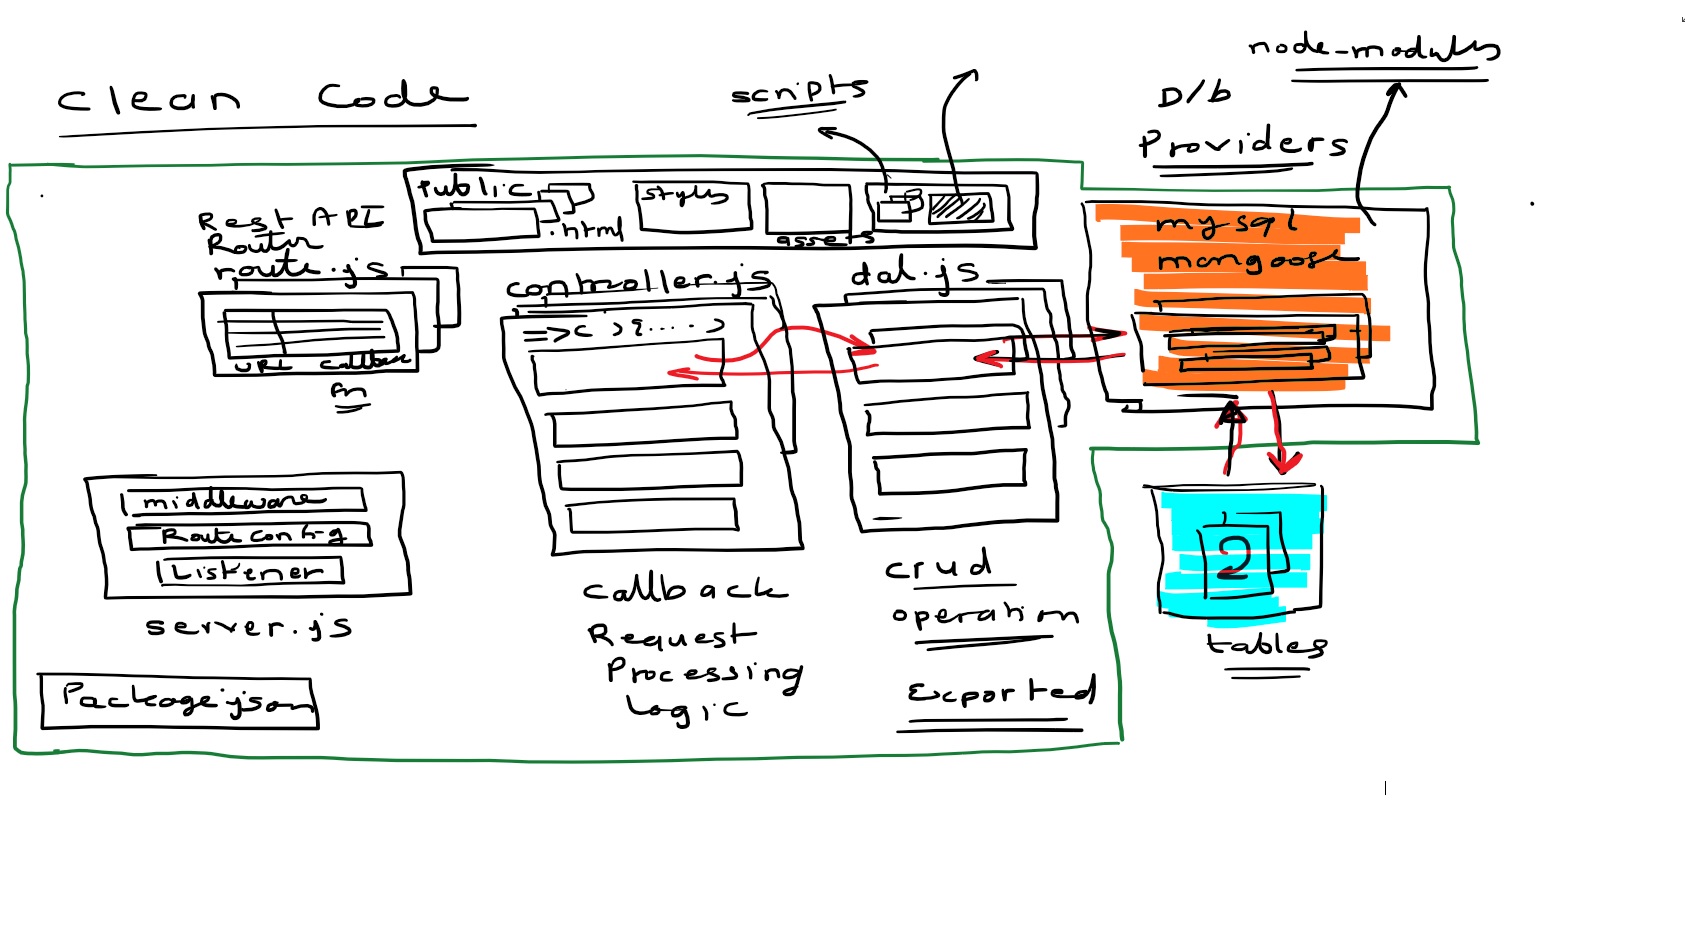 Clean Code
scripts
node-modules
D/b
Providers
Public
.html
Styles
assets
mysql
mongoose
Rest API
Router
route.js
URL Callback
fn
controller.js
=>( ){.... }
dal.js
middleware
Route config
Listener
server.js
Package.json
Callback
Request
Processing
Logic
crud
operation
Exported
tables